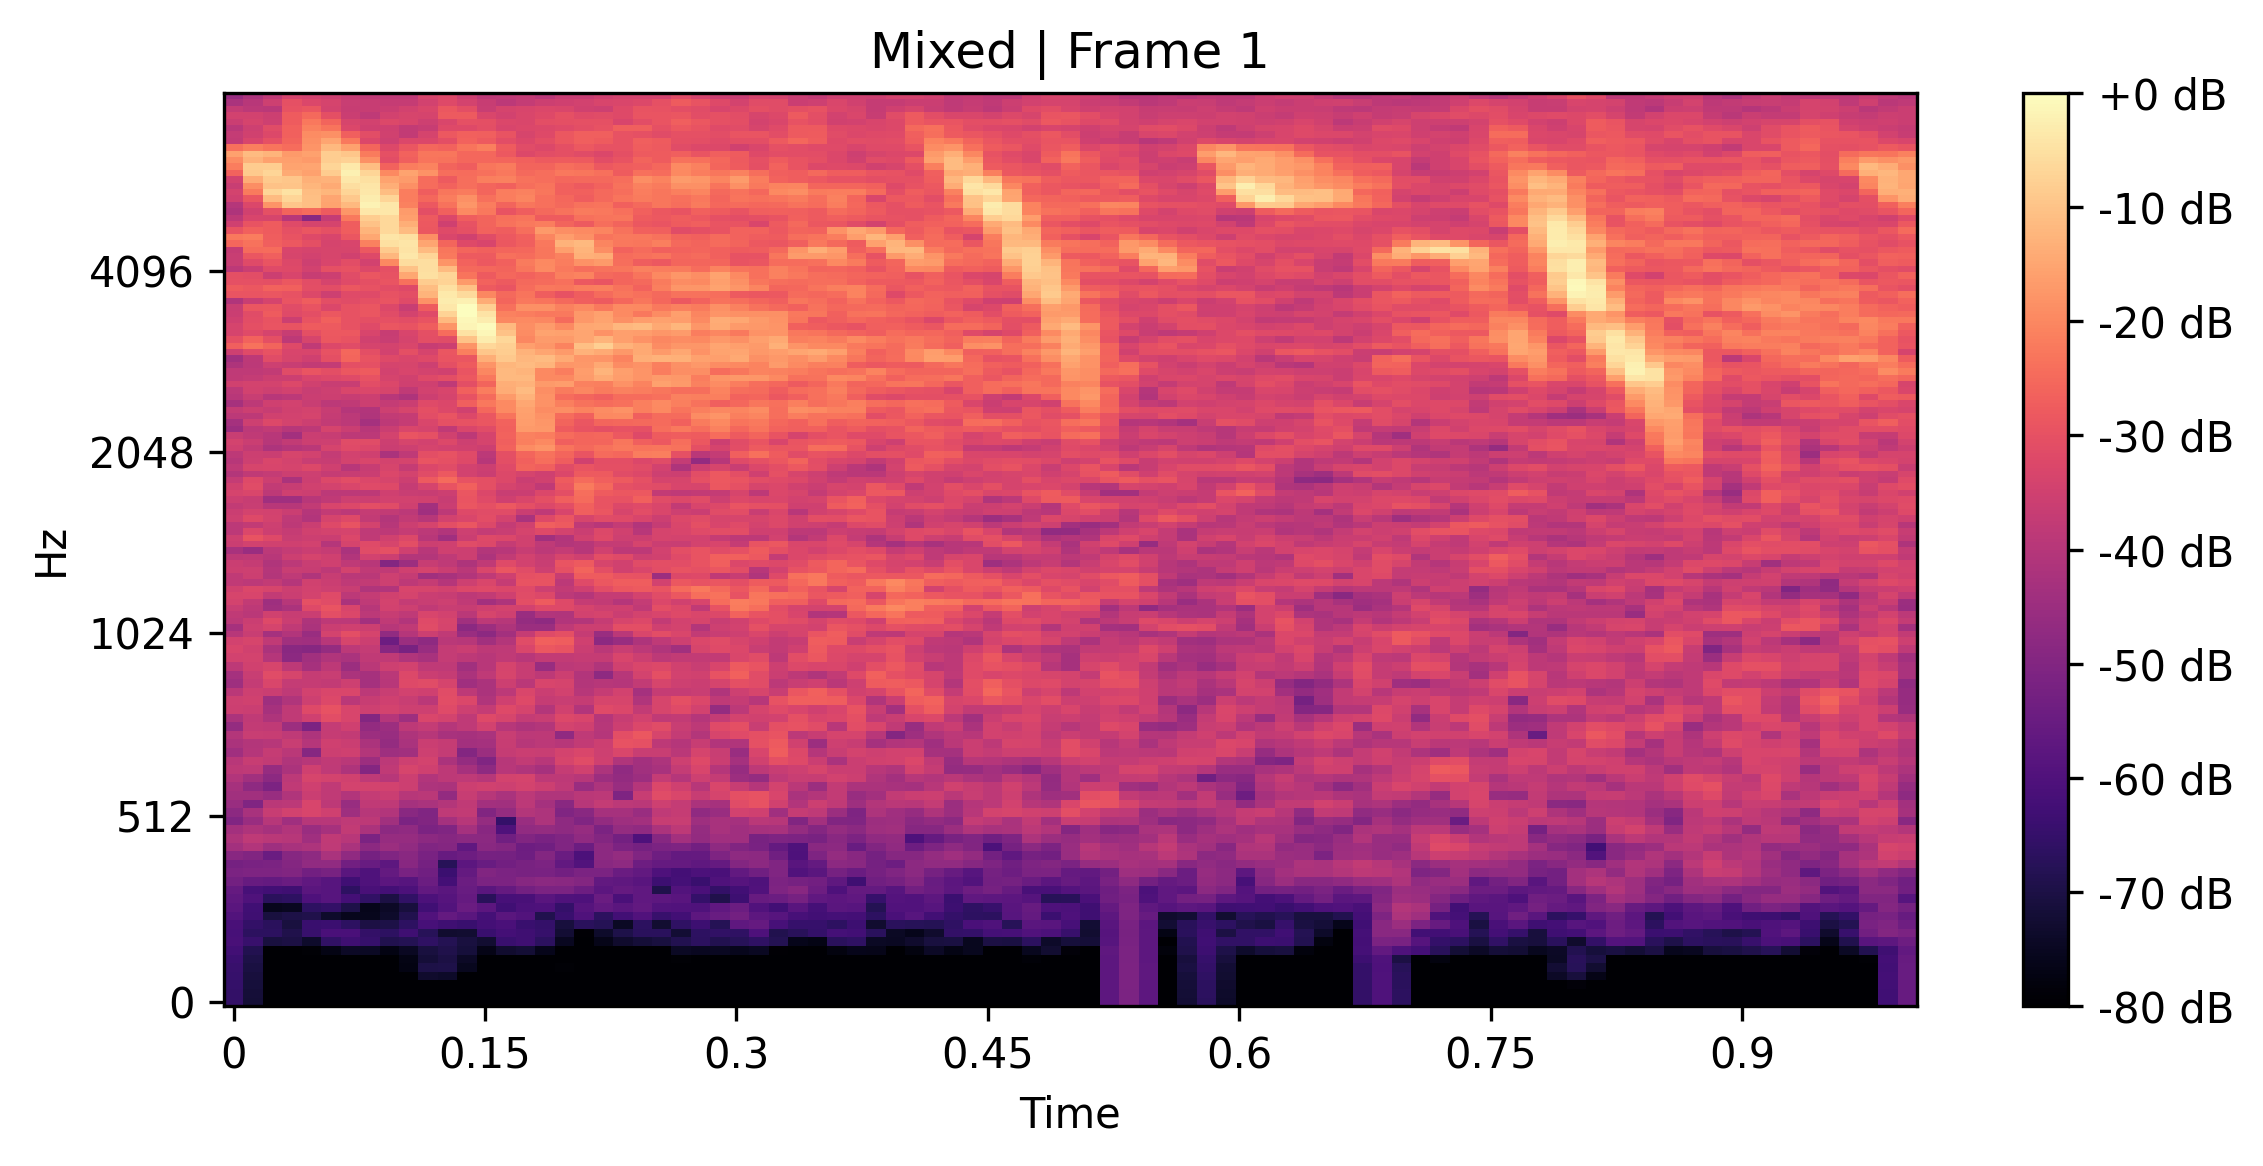 Mixed | Frame 1
Hz
4096
2048
1024
512
0
0 0.15 0.3 0.45 0.6 0.75 0.9
Time
+0 dB
-10 dB
-20 dB
-30 dB
-40 dB
-50 dB
-60 dB
-70 dB
-80 dB